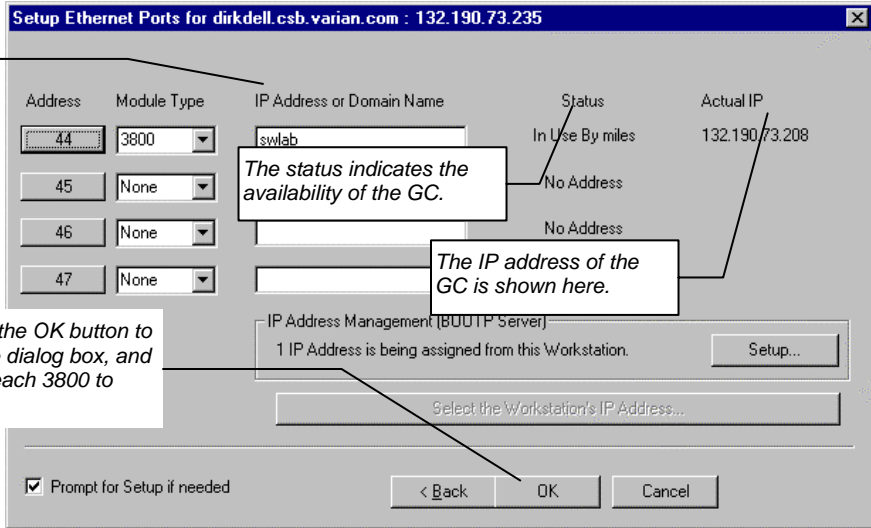 Setup Ethernet Ports for dirkdell.csb.varian.com : 132.190.73.235
Address Module Type IP Address or Domain Name Status Actual IP
44 3800 swlab In Use By miles 132.190.73.208
The status indicates the
availability of the GC.
45 None No Address
46 None No Address
The IP address of the
GC is shown here.
47 None
the OK button to
dialog box, and
each 3800 to
IP Address Management (BOOTP Server)
1 IP Address is being assigned from this Workstation. Setup...
Select the Workstation's IP Address...
Prompt for Setup if needed < Back OK Cancel